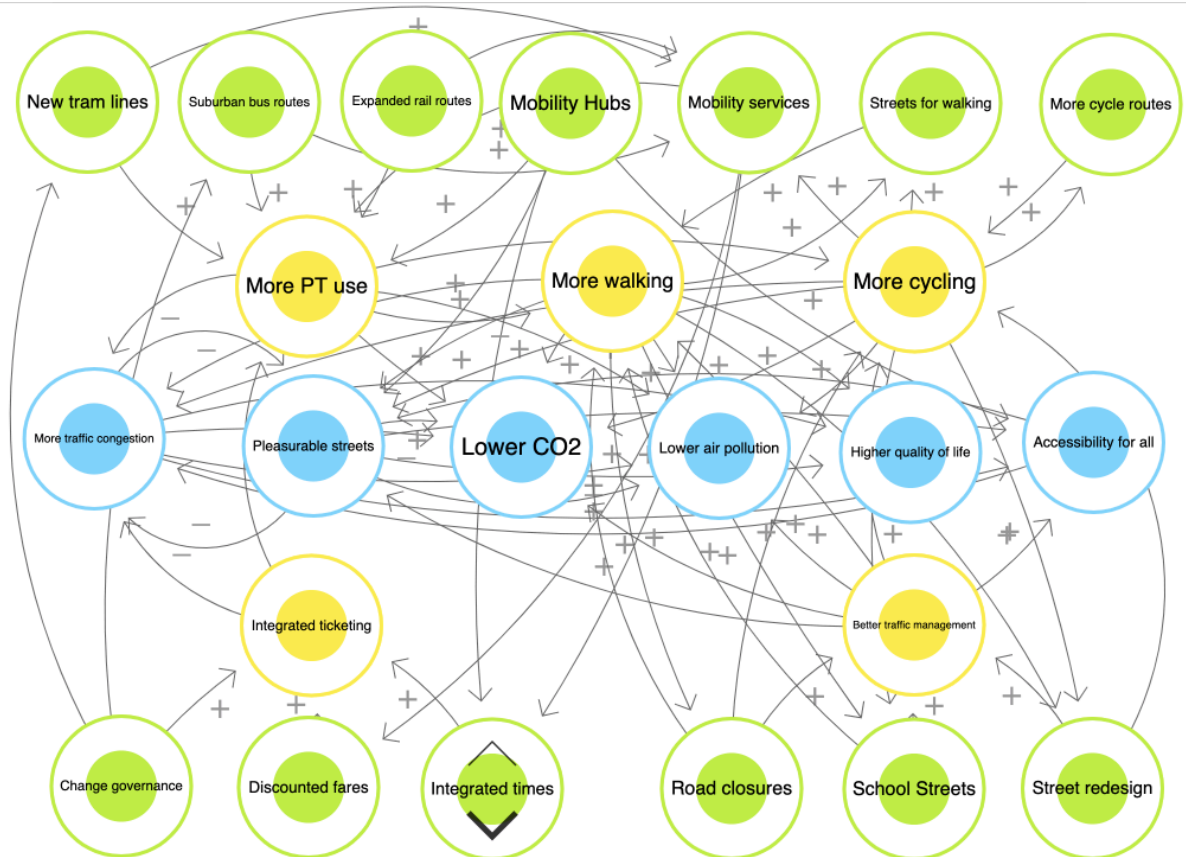 New tram lines
Suburban bus routes
Expanded rail routes
Mobility Hubs
Mobility services
Streets for walking
More cycle routes
More PT use
More walking
More cycling
More traffic congestion
Pleasurable streets
Lower CO2
Lower air pollution
Higher quality of life
Accessibility for all
Integrated ticketing
Better traffic management
Change governance
Discounted fares
Integrated times
Road closures
School Streets
Street redesign